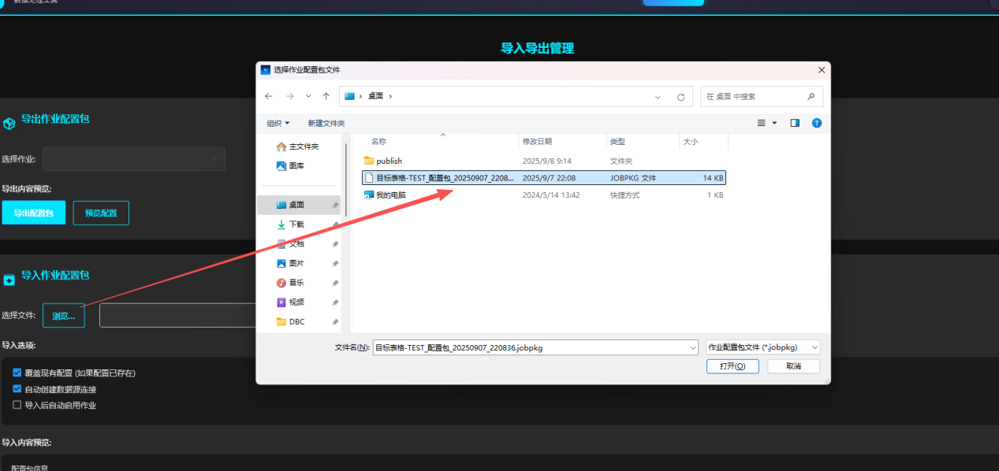 数据处理工具
导入导出管理
导出作业配置包
选择作业:
导出内容预览:
导出配置包
预览配置
导入作业配置包
选择文件:
浏览...
导入选项:
覆盖现有配置 (如果配置已存在)
自动创建数据源连接
导入后自动启用作业
导入内容预览:
配置包信息
选择作业配置包文件
桌面
在 桌面 中搜索
组织
新建文件夹
主文件夹
图库
桌面
下载
文档
图片
音乐
视频
DBC
名称 修改日期 类型 大小
publish 2025/9/8 9:14 文件夹
目标表格-TEST_配置包_20250907_2208... 2025/9/7 22:08 JOBPKG 文件 14 KB
我的电脑 2024/5/14 13:42 快捷方式 1 KB
文件名(N): 目标表格-TEST_配置包_20250907_220836.jobpkg 作业配置包文件 (*.jobpkg)
打开(O) 取消